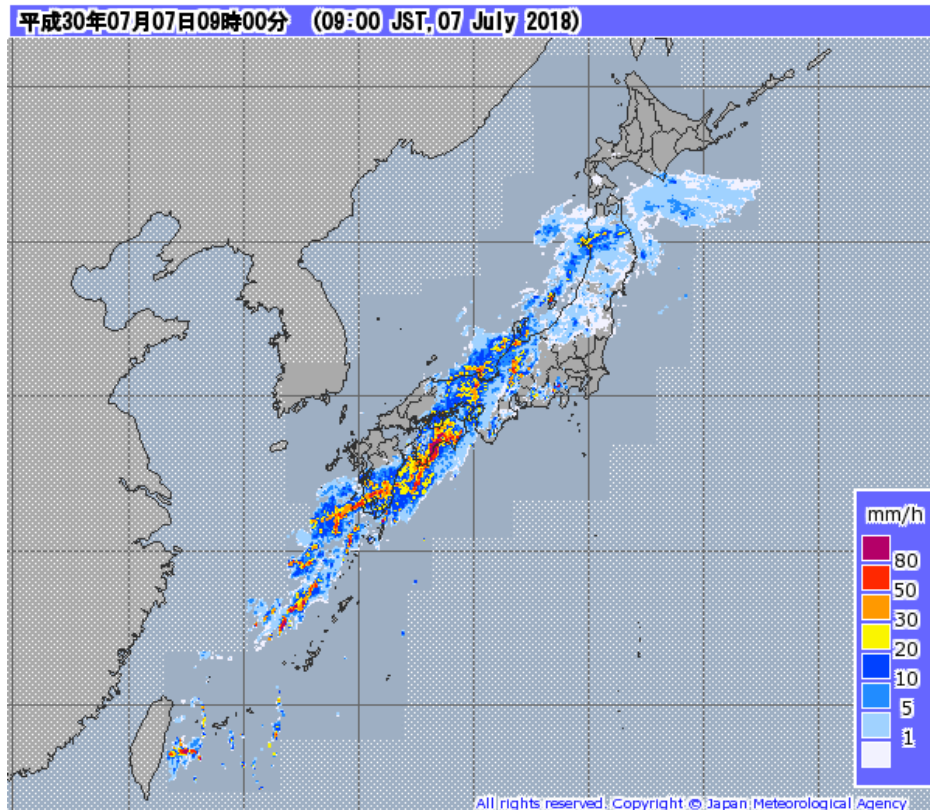 平成30年07月07日09時00分 (09:00 JST, 07 July 2018)
mm/h
80
50
30
20
10
5
1
All rights reserved. Copyright © Japan Meteorological Agency